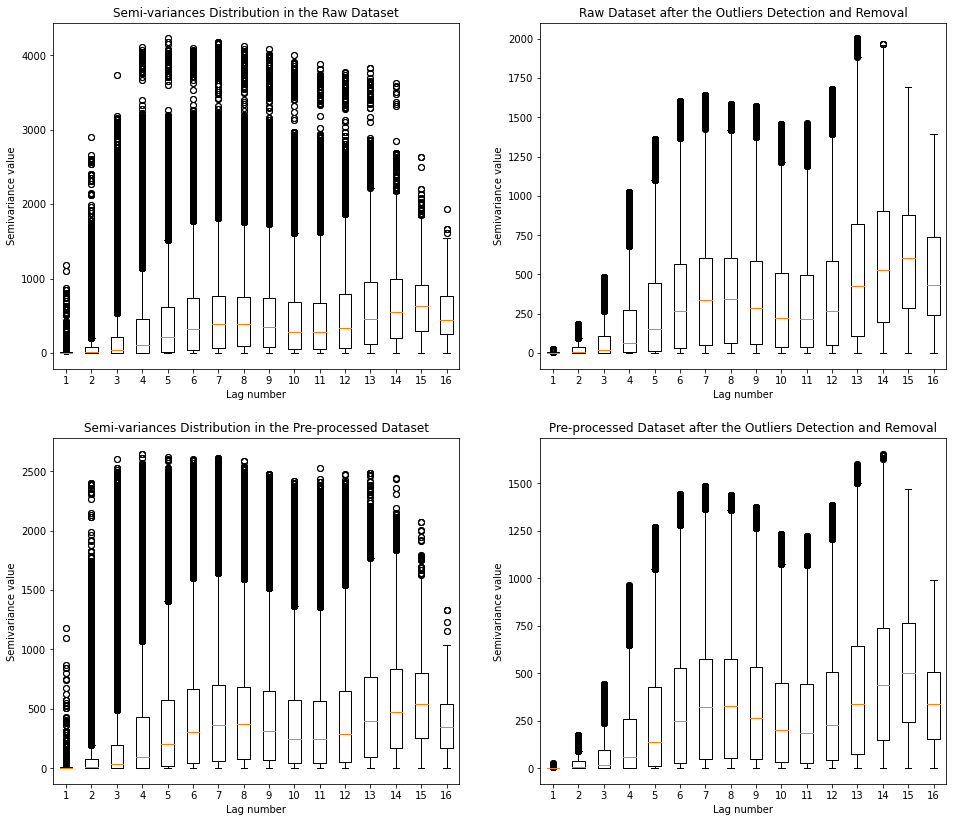 Semi-variances Distribution in the Raw Dataset
4000
3000
2000
1000
0
Semivariance value
1 2 3 4 5 6 7 8 9 10 11 12 13 14 15 16
Lag number
Raw Dataset after the Outliers Detection and Removal
2000
1750
1500
1250
1000
750
500
250
0
Semivariance value
1 2 3 4 5 6 7 8 9 10 11 12 13 14 15 16
Lag number
Semi-variances Distribution in the Pre-processed Dataset
2500
2000
1500
1000
500
0
Semivariance value
1 2 3 4 5 6 7 8 9 10 11 12 13 14 15 16
Lag number
Pre-processed Dataset after the Outliers Detection and Removal
1500
1250
1000
750
500
250
0
Semivariance value
1 2 3 4 5 6 7 8 9 10 11 12 13 14 15 16
Lag number